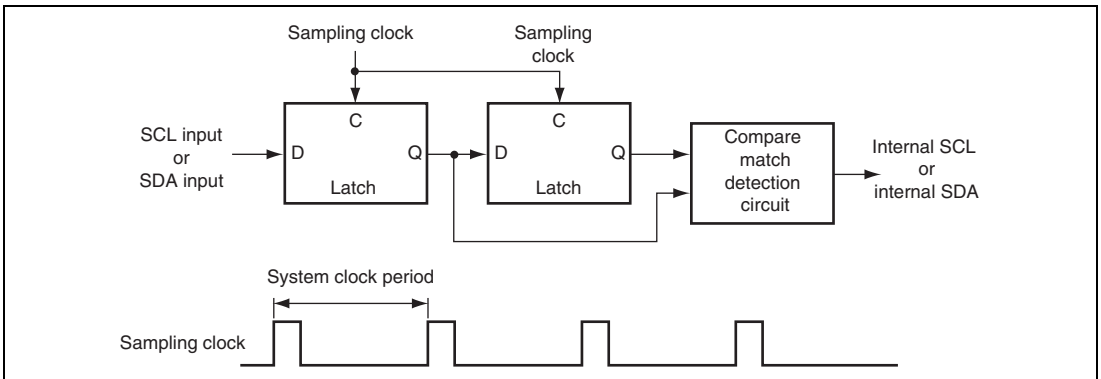 Sampling clock
Sampling
clock
C
C
SCL input
or
SDA input
D
Q
D
Q
Latch
Latch
Compare
match
detection
circuit
Internal SCL
or
internal SDA
System clock period
Sampling clock